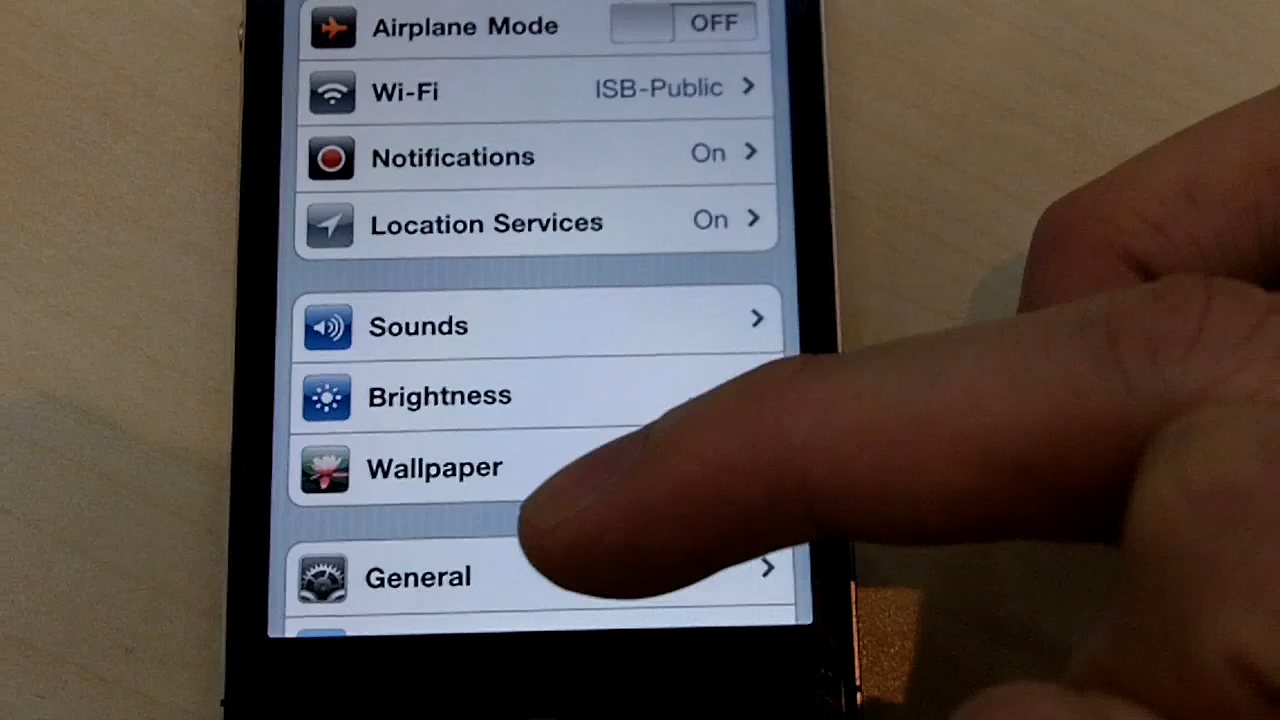 Airplane Mode OFF
Wi-Fi ISB-Public
Notifications On
Location Services On
Sounds
Brightness
Wallpaper
General